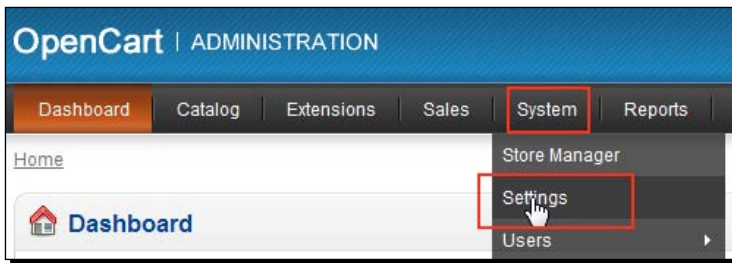 OpenCart | ADMINISTRATION
Dashboard Catalog Extensions Sales System Reports
Home
Store Manager
Settings
Dashboard
Users